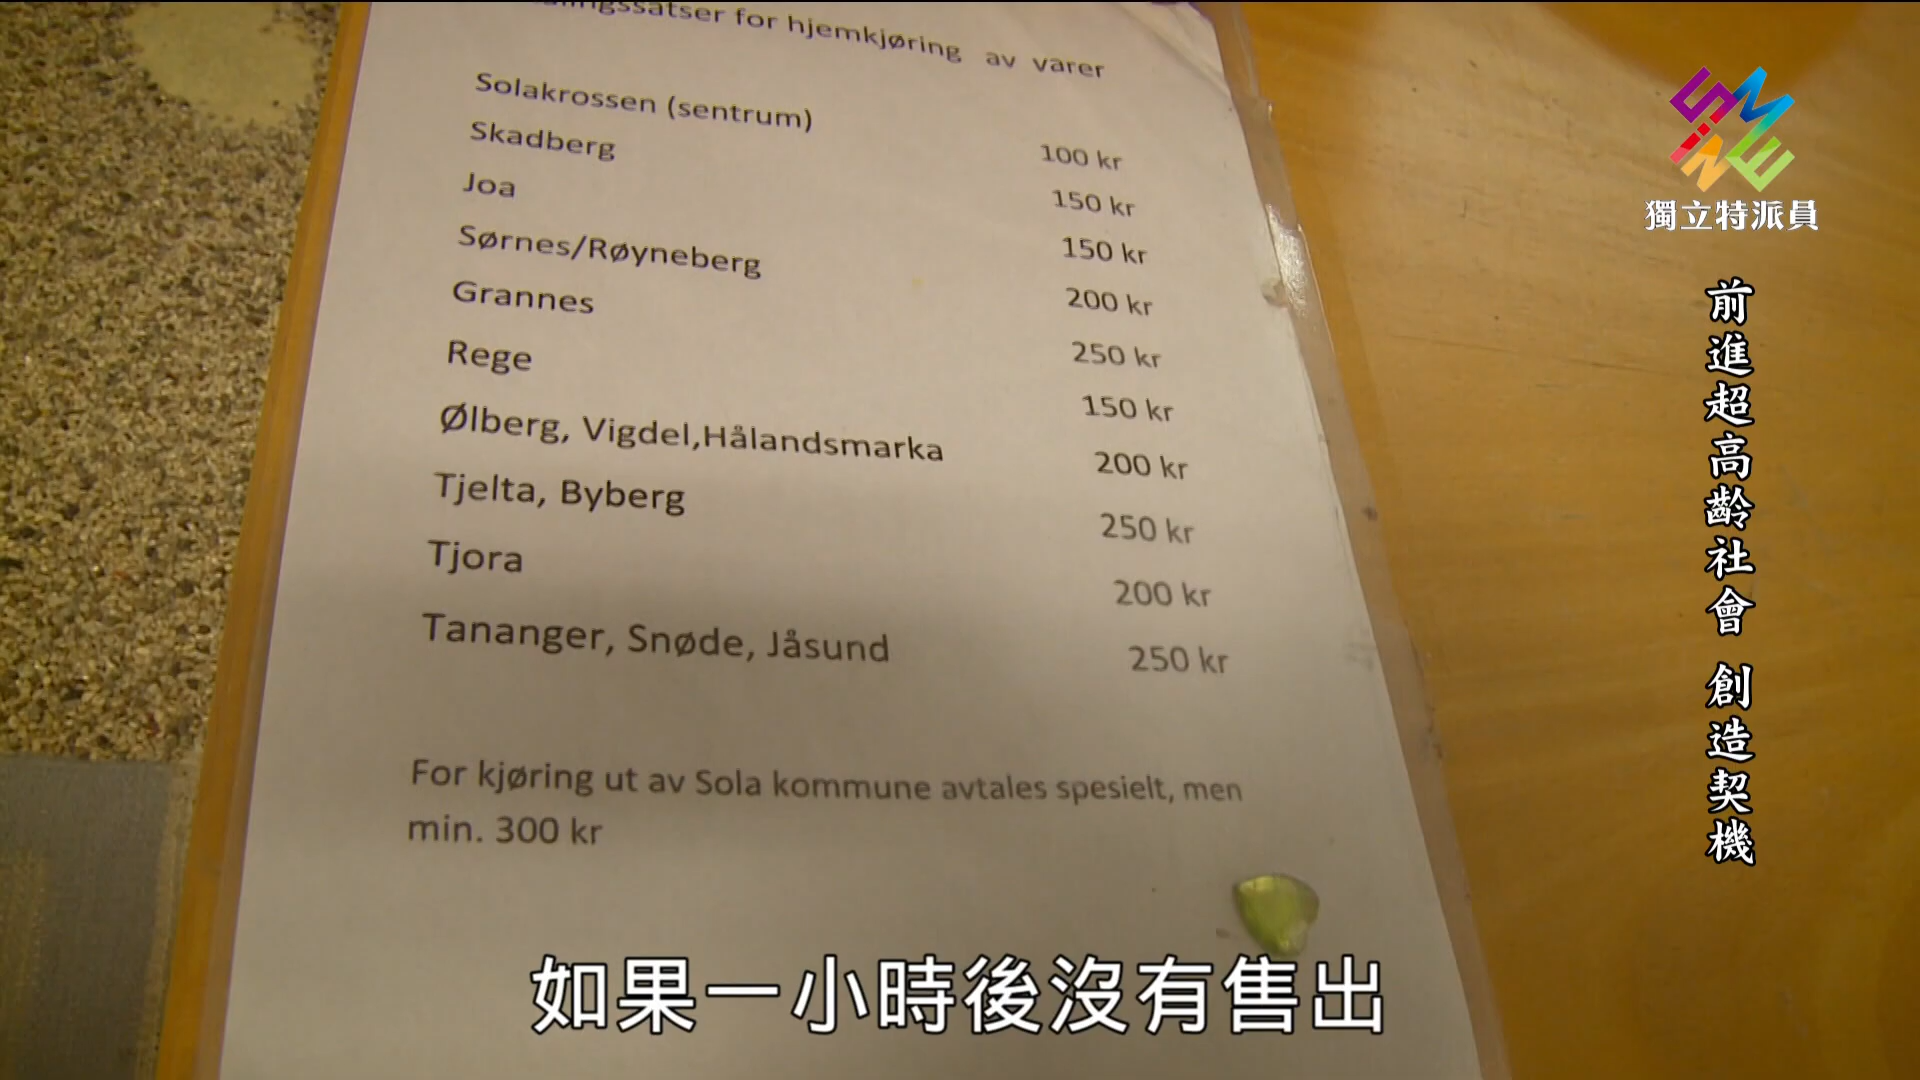 for hjemkjøring av varer
Solakrossen (sentrum) 100 kr
Skadberg 150 kr
Joa 150 kr
Sørnes/Røyneberg 200 kr
Grannes 250 kr
Rege 150 kr
Ølberg, Vigdel,Hålandsmarka 200 kr
Tjelta, Byberg 250 kr
Tjora 200 kr
Tananger, Snøde, Jåsund 250 kr
For kjøring ut av Sola kommune avtales spesielt, men
min. 300 kr
獨立特派員
前進超高齡社會 創造契機
如果一小時後沒有售出